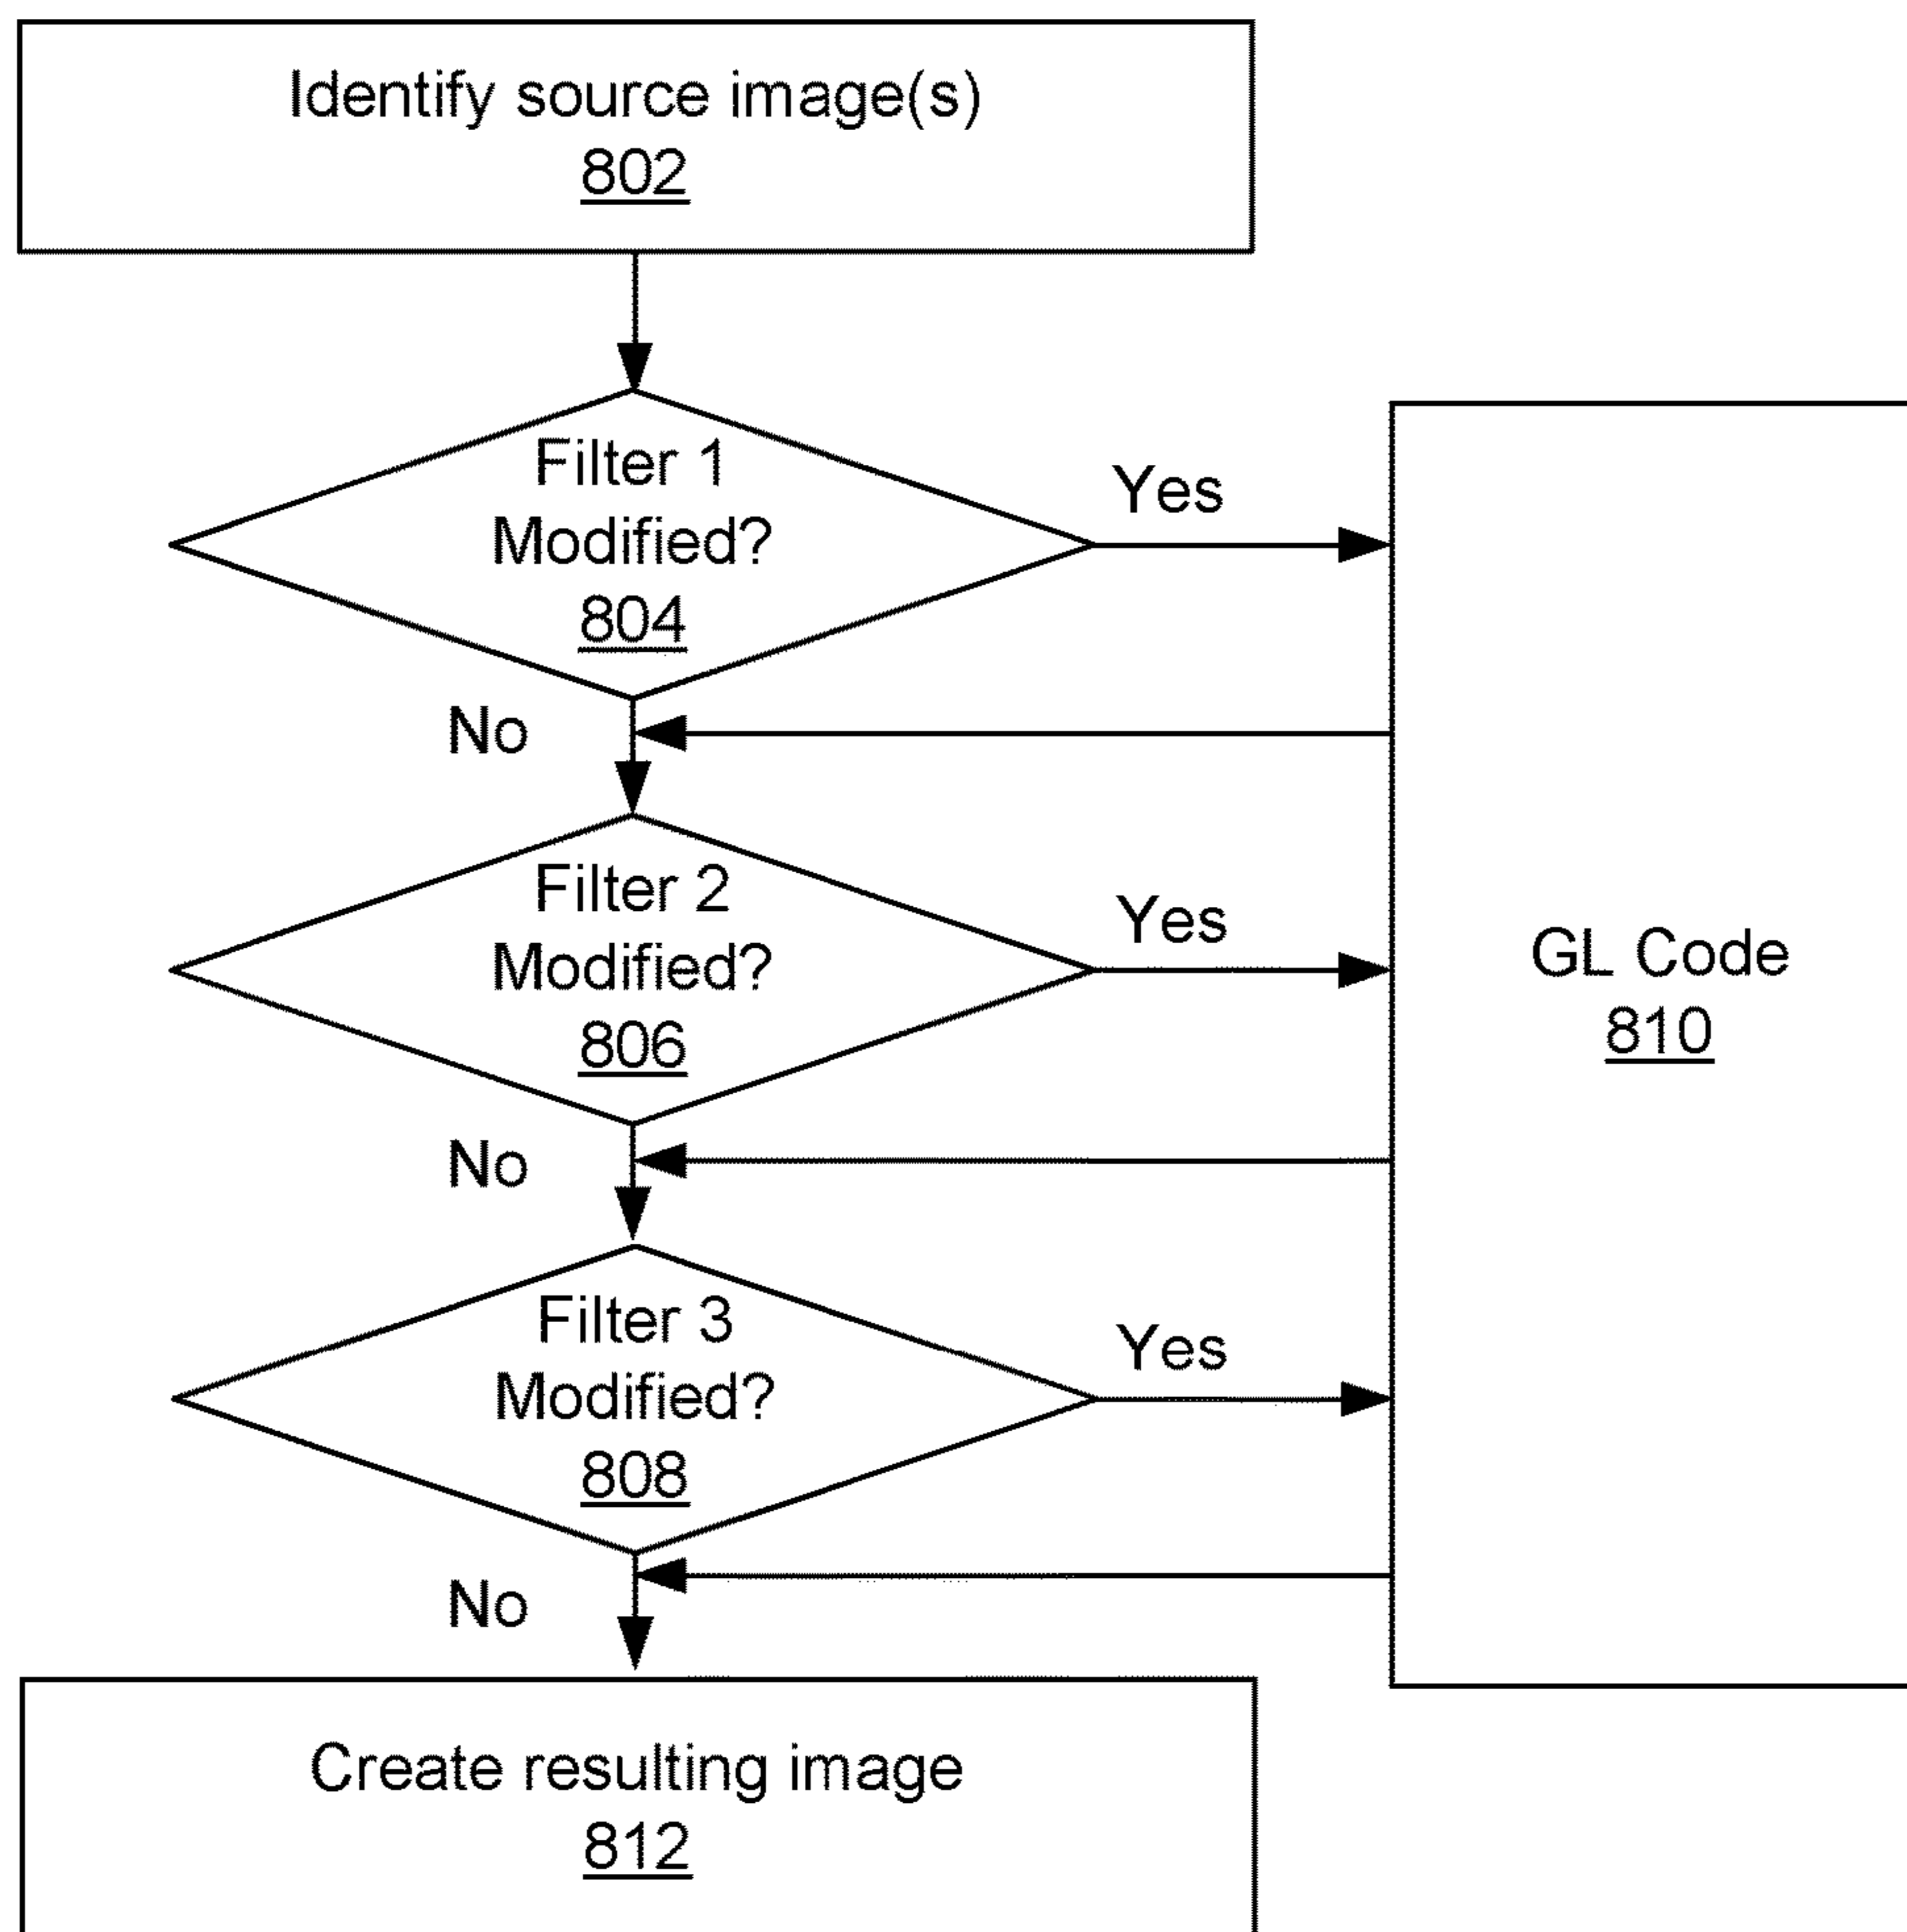 Identify source image(s)
802
Filter 1
Modified?
804
Yes
No
Filter 2
Modified?
806
Yes
GL Code
810
No
Filter 3
Modified?
808
Yes
No
Create resulting image
812